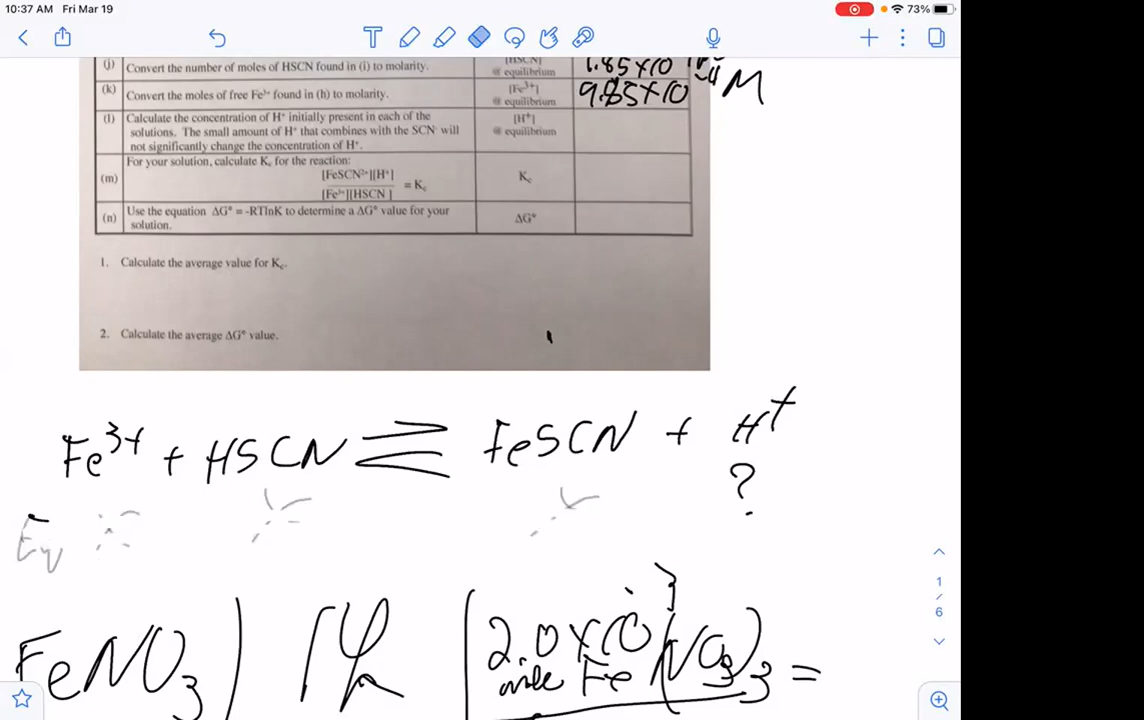 10:37 AM Fri Mar 19
73%
(j) Convert the number of moles of HSCN found in (i) to molarity. [HSCN] @ equilibrium 1.85 x 10
(k) Convert the moles of free Fe³⁺ found in (h) to molarity. [Fe³⁺] @ equilibrium 9.85 x 10⁻⁴ M
(l) Calculate the concentration of H⁺ initially present in each of the [H⁺]
solutions. The small amount of H⁺ that combines with the SCN⁻ will @ equilibrium
not significantly change the concentration of H⁺.
For your solution, calculate Kc for the reaction:
(m) [FeSCN²⁺][H⁺] = Kc Kc
[Fe³⁺][HSCN]
(n) Use the equation ΔG° = -RTlnK to determine a ΔG° value for your ΔG°
solution.
1. Calculate the average value for Kc.
2. Calculate the average ΔG° value.
Fe³⁺ + HSCN ⇌ FeSCN + H⁺
?
Eq
FeNO₃) (2.0 x 10⁻³
mole Fe(NO₃)₃ =
1
/
6